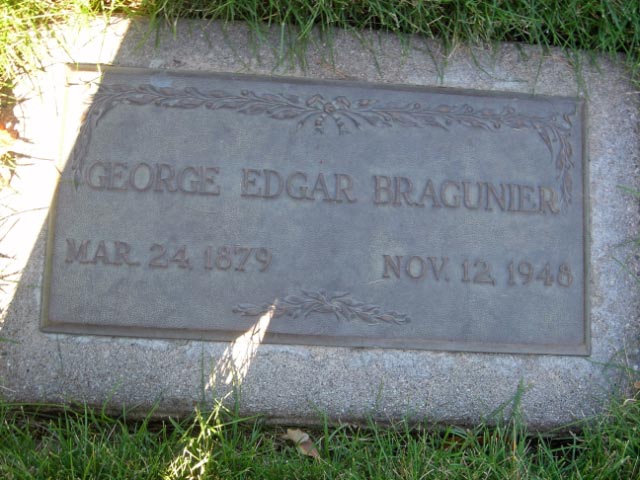 GEORGE EDGAR BRAGUNIER
MAR. 24, 1879 NOV. 12, 1948